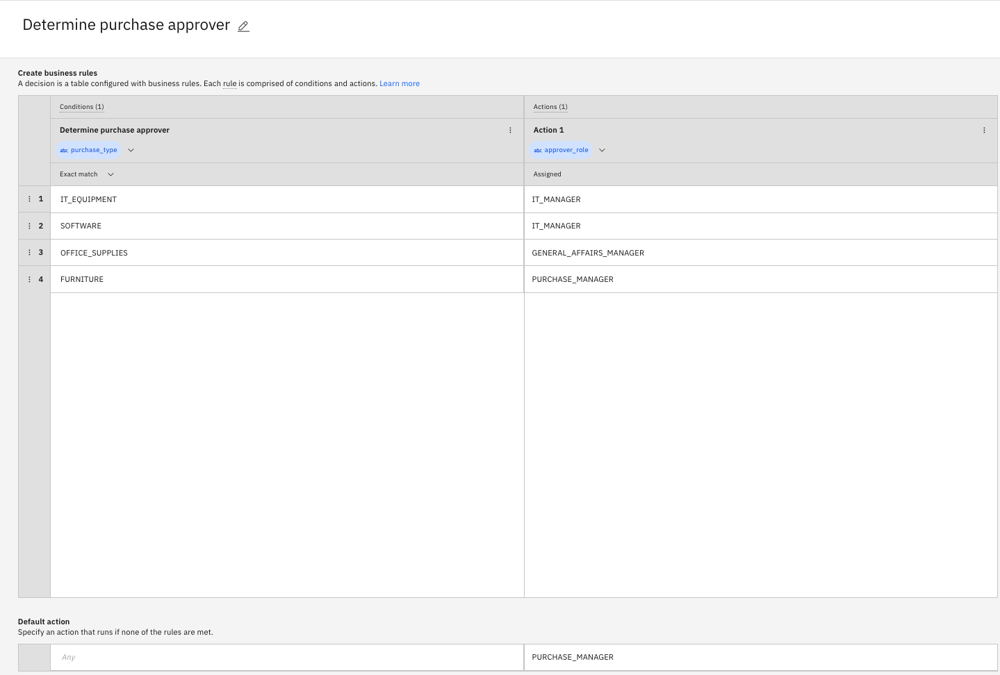 Determine purchase approver
Create business rules
A decision is a table configured with business rules. Each rule is comprised of conditions and actions. Learn more
Conditions (1)
Actions (1)
Determine purchase approver
Action 1
abc purchase_type
abc approver_role
Exact match
Assigned
1 IT_EQUIPMENT IT_MANAGER
2 SOFTWARE IT_MANAGER
3 OFFICE_SUPPLIES GENERAL_AFFAIRS_MANAGER
4 FURNITURE PURCHASE_MANAGER
Default action
Specify an action that runs if none of the rules are met.
Any PURCHASE_MANAGER